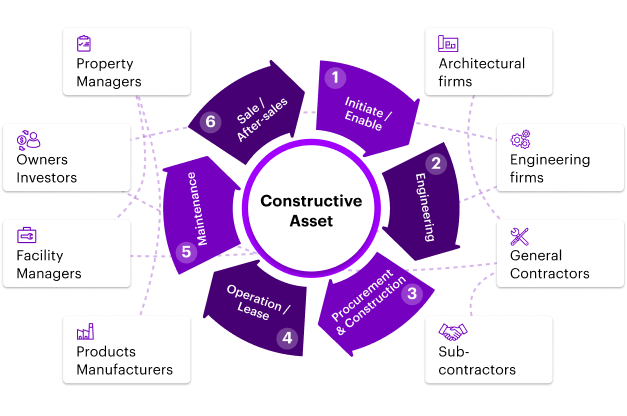 Property
Managers
Architectural
firms
Owners
Investors
Engineering
firms
Facility
Managers
General
Contractors
Products
Manufacturers
Sub-
contractors
Constructive
Asset
1
Initiate /
Enable
2
Engineering
3
Procurement
& Construction
4
Operation /
Lease
5
Maintenance
6
Sale /
After-sales